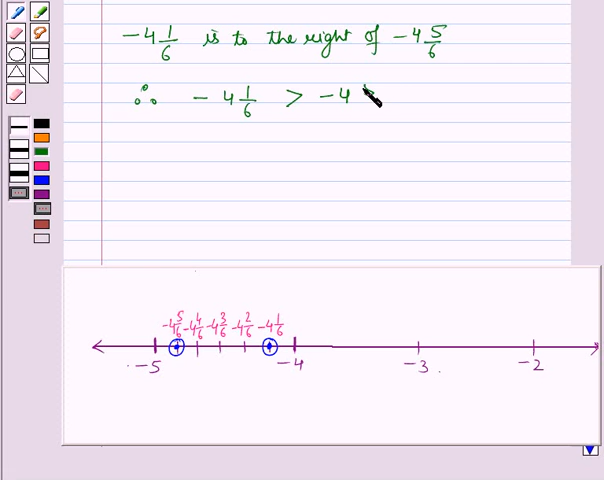 -4 1/6 is to the right of -4 5/6
∴ -4 1/6 > -4
-4 5/6 -4 4/6 -4 3/6 -4 2/6 -4 1/6
-5 -4 -3 -2